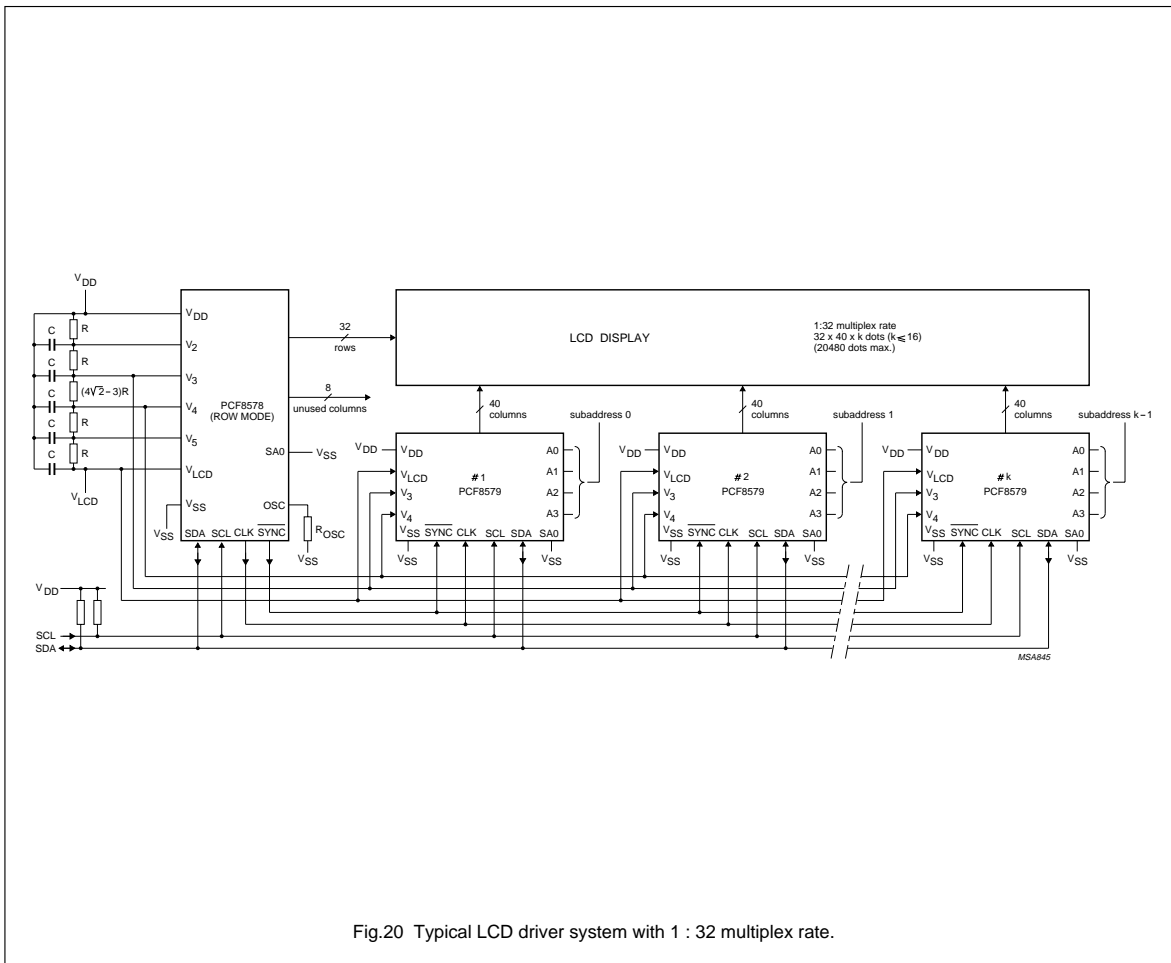 VDD
VDD
C
R
V2
C
R
V3
C
(4√2−3)R
V4
C
R
V5
C
R
VLCD
VLCD
PCF8578
(ROW MODE)
SA0
VSS
VSS
VSS
OSC
ROSC
VSS
SDA SCL CLK SYNC
32
rows
8
unused columns
LCD DISPLAY
1:32 multiplex rate
32 x 40 x k dots (k ≤ 16)
(20480 dots max.)
40
columns
subaddress 0
VDD
VDD
VLCD
V3
V4
#1
PCF8579
A0
A1
A2
A3
VSS SYNC CLK SCL SDA SA0
VSS
VSS
40
columns
subaddress 1
VDD
VDD
VLCD
V3
V4
#2
PCF8579
A0
A1
A2
A3
VSS SYNC CLK SCL SDA SA0
VSS
VSS
40
columns
subaddress k−1
VDD
VDD
VLCD
V3
V4
#k
PCF8579
A0
A1
A2
A3
VSS SYNC CLK SCL SDA SA0
VSS
VSS
VDD
SCL
SDA
MSA845
Fig.20 Typical LCD driver system with 1 : 32 multiplex rate.